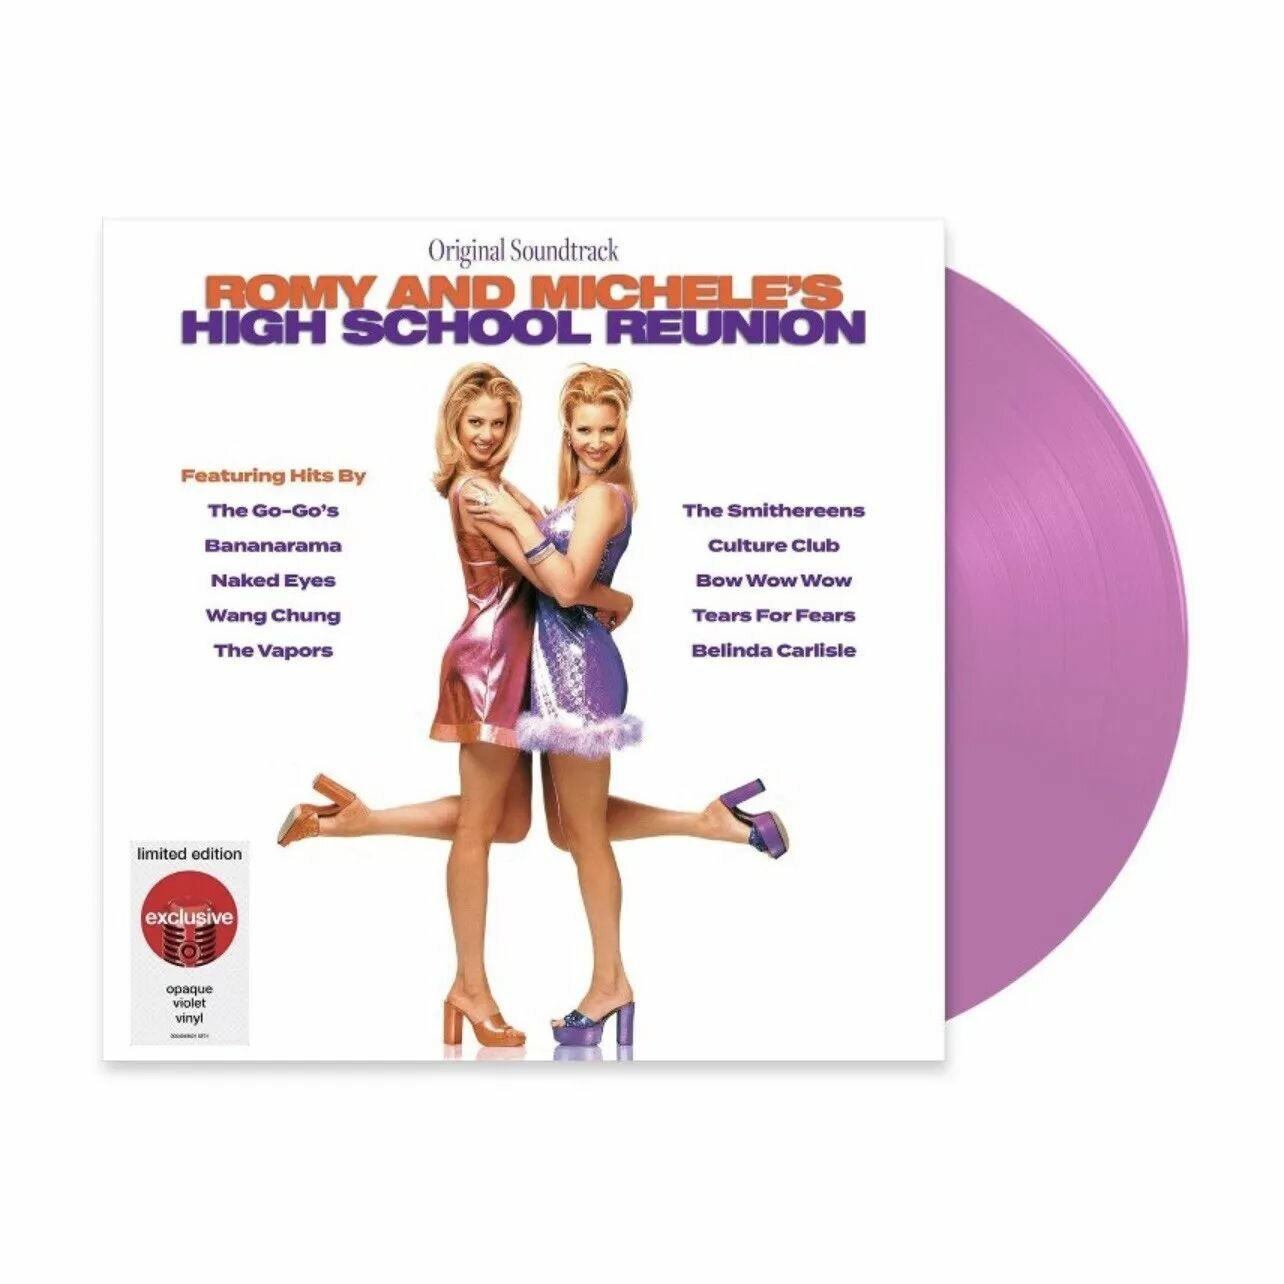 Original Soundtrack
ROMY AND MICHELE'S
HIGH SCHOOL REUNION
Featuring Hits By
The Go-Go's
Bananarama
Naked Eyes
Wang Chung
The Vapors
The Smithereens
Culture Club
Bow Wow Wow
Tears For Fears
Belinda Carlisle
limited edition
exclusive
opaque
violet
vinyl